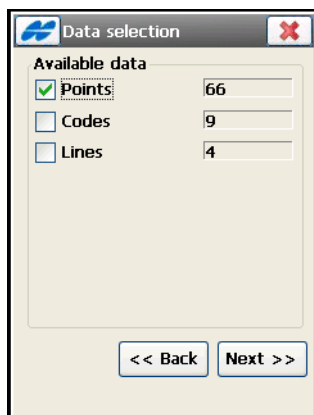 Data selection
Available data
Points 66
Codes 9
Lines 4
<< Back Next >>